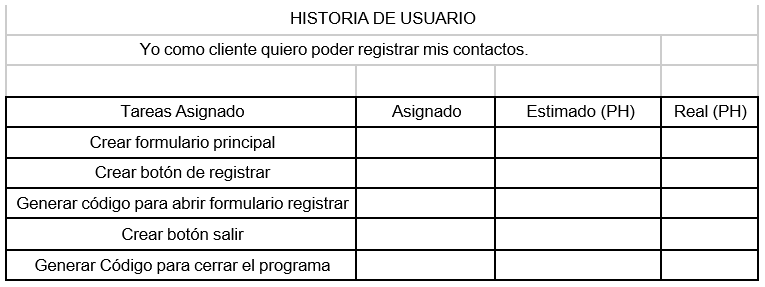 HISTORIA DE USUARIO
Yo como cliente quiero poder registrar mis contactos.
Tareas Asignado Asignado Estimado (PH) Real (PH)
Crear formulario principal
Crear botón de registrar
Generar código para abrir formulario registrar
Crear botón salir
Generar Código para cerrar el programa